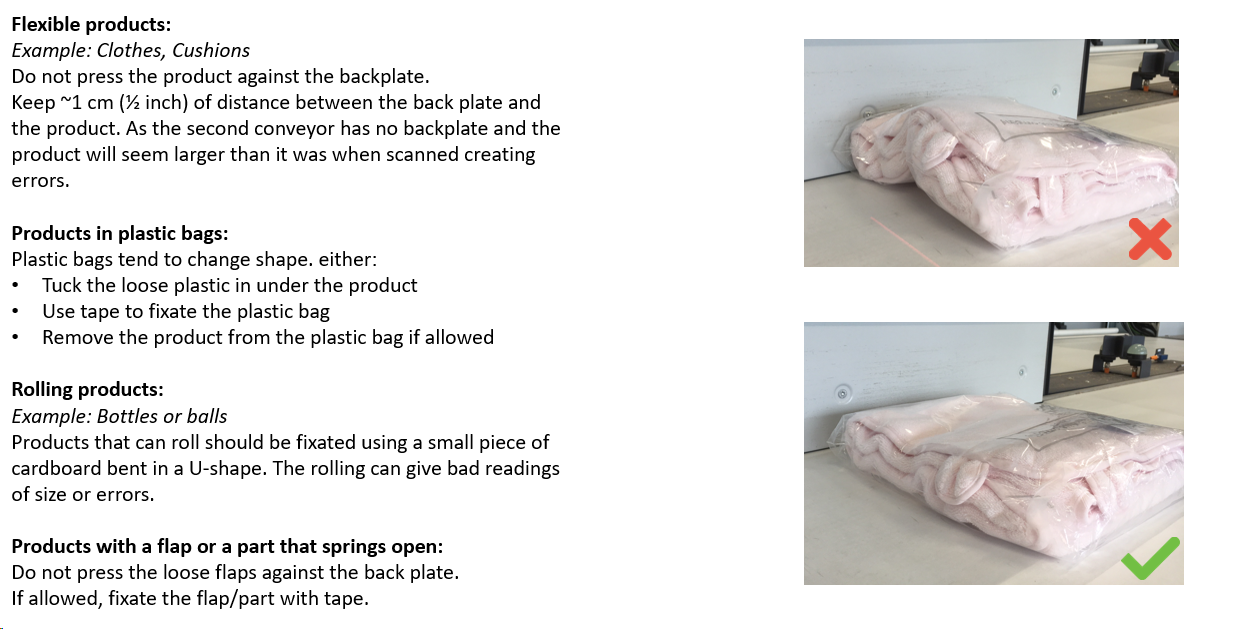 Flexible products:
Example: Clothes, Cushions
Do not press the product against the backplate.
Keep ~1 cm (½ inch) of distance between the back plate and
the product. As the second conveyor has no backplate and the
product will seem larger than it was when scanned creating
errors.
Products in plastic bags:
Plastic bags tend to change shape. either:
• Tuck the loose plastic in under the product
• Use tape to fixate the plastic bag
• Remove the product from the plastic bag if allowed
Rolling products:
Example: Bottles or balls
Products that can roll should be fixated using a small piece of
cardboard bent in a U-shape. The rolling can give bad readings
of size or errors.
Products with a flap or a part that springs open:
Do not press the loose flaps against the back plate.
If allowed, fixate the flap/part with tape.